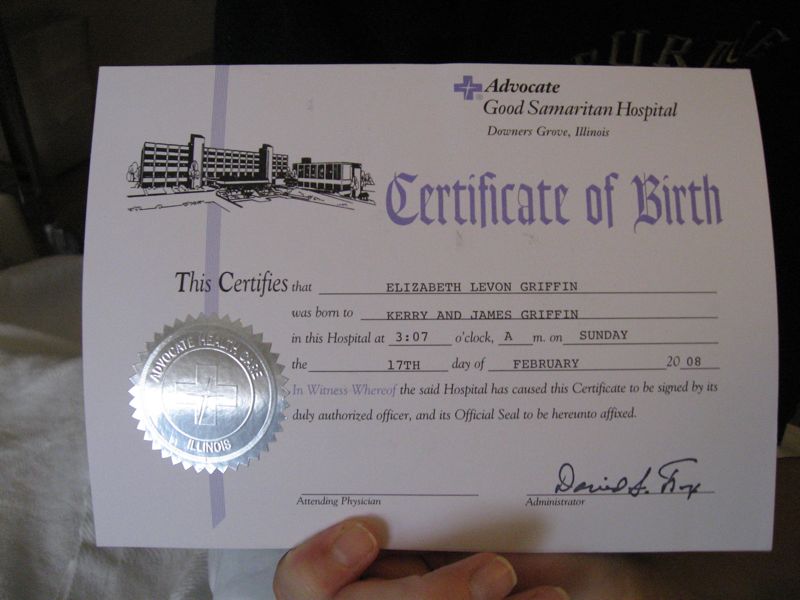 Advocate
Good Samaritan Hospital
Downers Grove, Illinois
Certificate of Birth
This Certifies that ELIZABETH LEVON GRIFFIN
was born to KERRY AND JAMES GRIFFIN
in this Hospital at 3:07 o'clock, A m. on SUNDAY
the 17TH day of FEBRUARY 20 08
In Witness Whereof the said Hospital has caused this Certificate to be signed by its
duly authorized officer, and its Official Seal to be hereunto affixed.
ADVOCATE HEALTH CARE
ILLINOIS
David S. Fox
Attending Physician Administrator